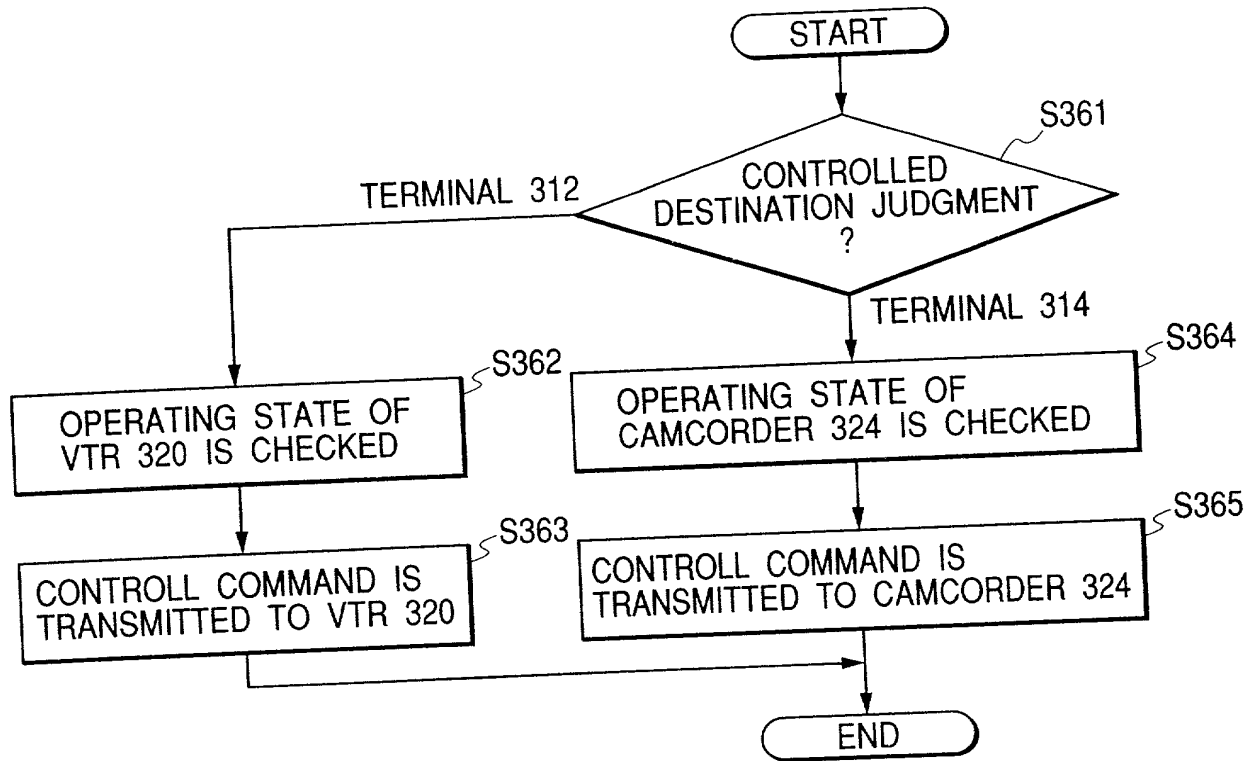 START
S361
CONTROLLED
DESTINATION JUDGMENT
?
TERMINAL 312
TERMINAL 314
S362
OPERATING STATE OF
VTR 320 IS CHECKED
S364
OPERATING STATE OF
CAMCORDER 324 IS CHECKED
S363
CONTROLL COMMAND IS
TRANSMITTED TO VTR 320
S365
CONTROLL COMMAND IS
TRANSMITTED TO CAMCORDER 324
END